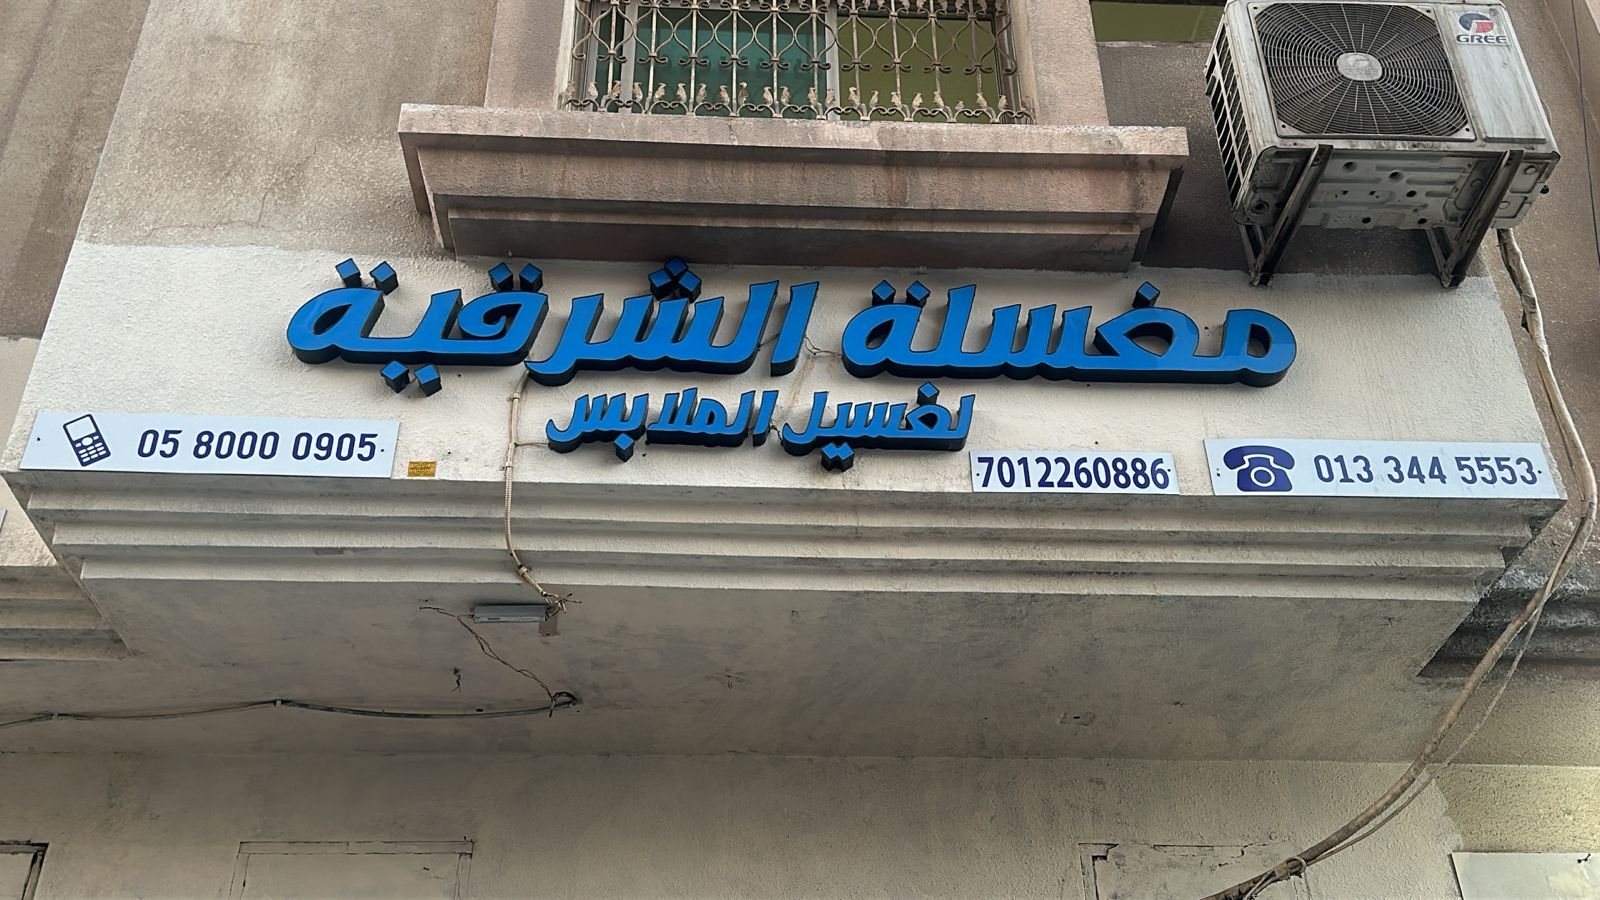 GREE
مغسلة الشرقية
لغسيل الملابس
05 8000 0905
7012260886
013 344 5553